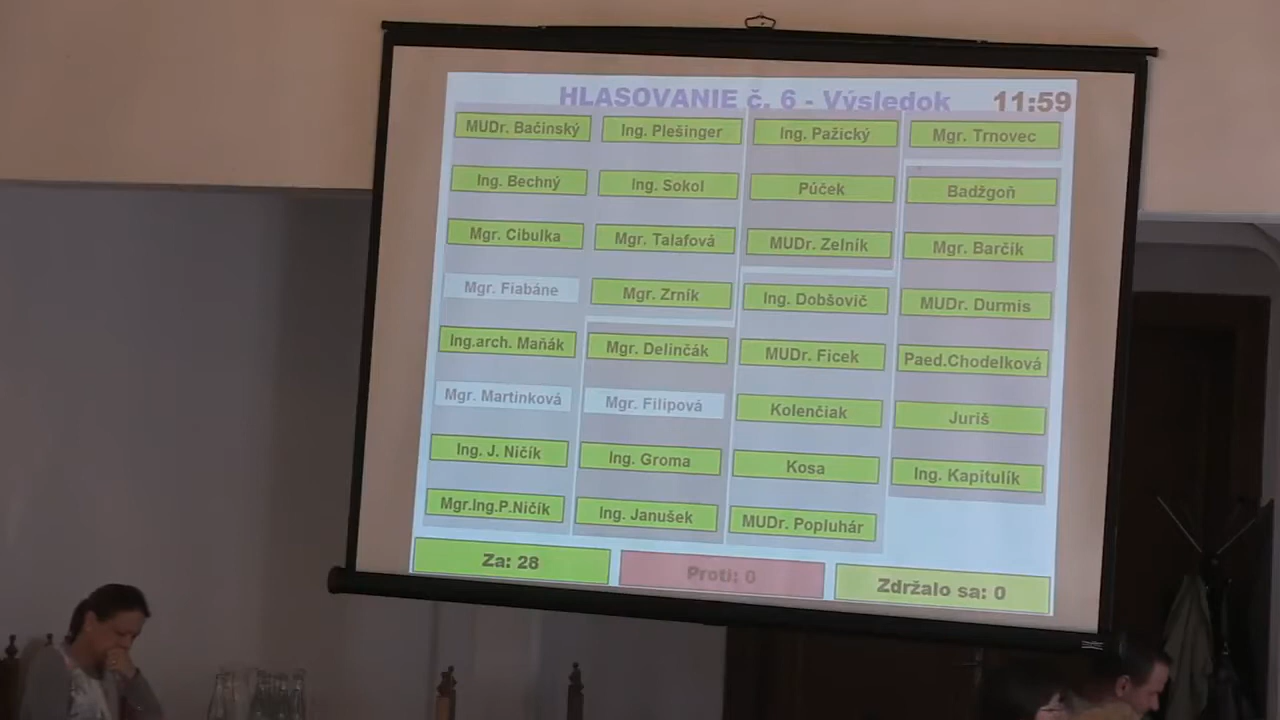 HLASOVANIE č. 6 - Výsledok 11:59
MUDr. Bačinský Ing. Plešinger Ing. Pažický Mgr. Trnovec
Ing. Bechný Ing. Sokol Púček Badžgoň
Mgr. Cibulka Mgr. Talafová MUDr. Zelník Mgr. Barčík
Mgr. Fiabáne Mgr. Zrník Ing. Dobšovič MUDr. Durmis
Ing.arch. Maňák Mgr. Delinčák MUDr. Ficek Paed.Chodelková
Mgr. Martinková Mgr. Filipová Kolenčiak Juriš
Ing. J. Ničík Ing. Groma Kosa Ing. Kapitulík
Mgr.Ing.P.Ničík Ing. Janušek MUDr. Popluhár
Za: 28 Proti: 0 Zdržalo sa: 0